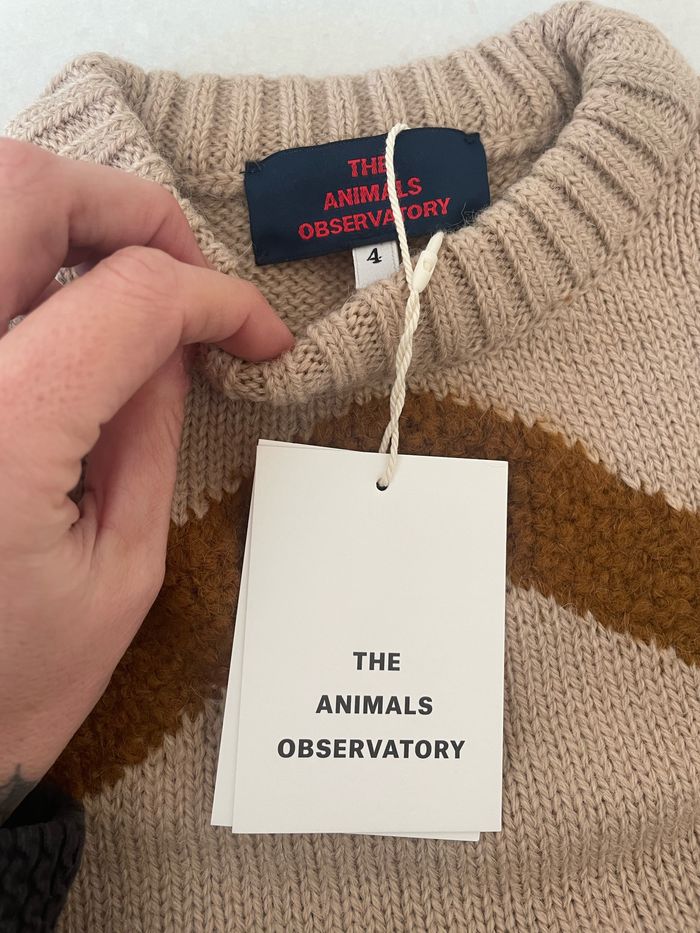 THE
ANIMALS
OBSERVATORY
4
THE
ANIMALS
OBSERVATORY